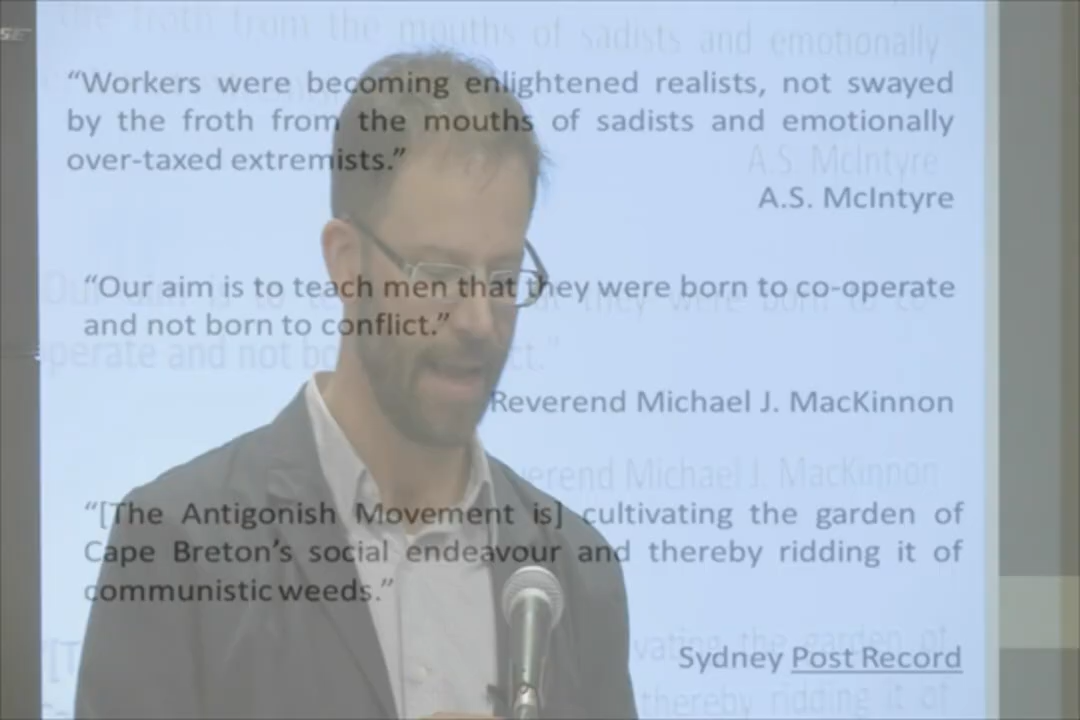 “Workers were becoming enlightened realists, not swayed
by the froth from the mouths of sadists and emotionally
over-taxed extremists.”
A.S. McIntyre
“Our aim is to teach men that they were born to co-operate
and not born to conflict.”
Reverend Michael J. MacKinnon
“[The Antigonish Movement is] cultivating the garden of
Cape Breton’s social endeavour and thereby ridding it of
communistic weeds.”
Sydney Post Record